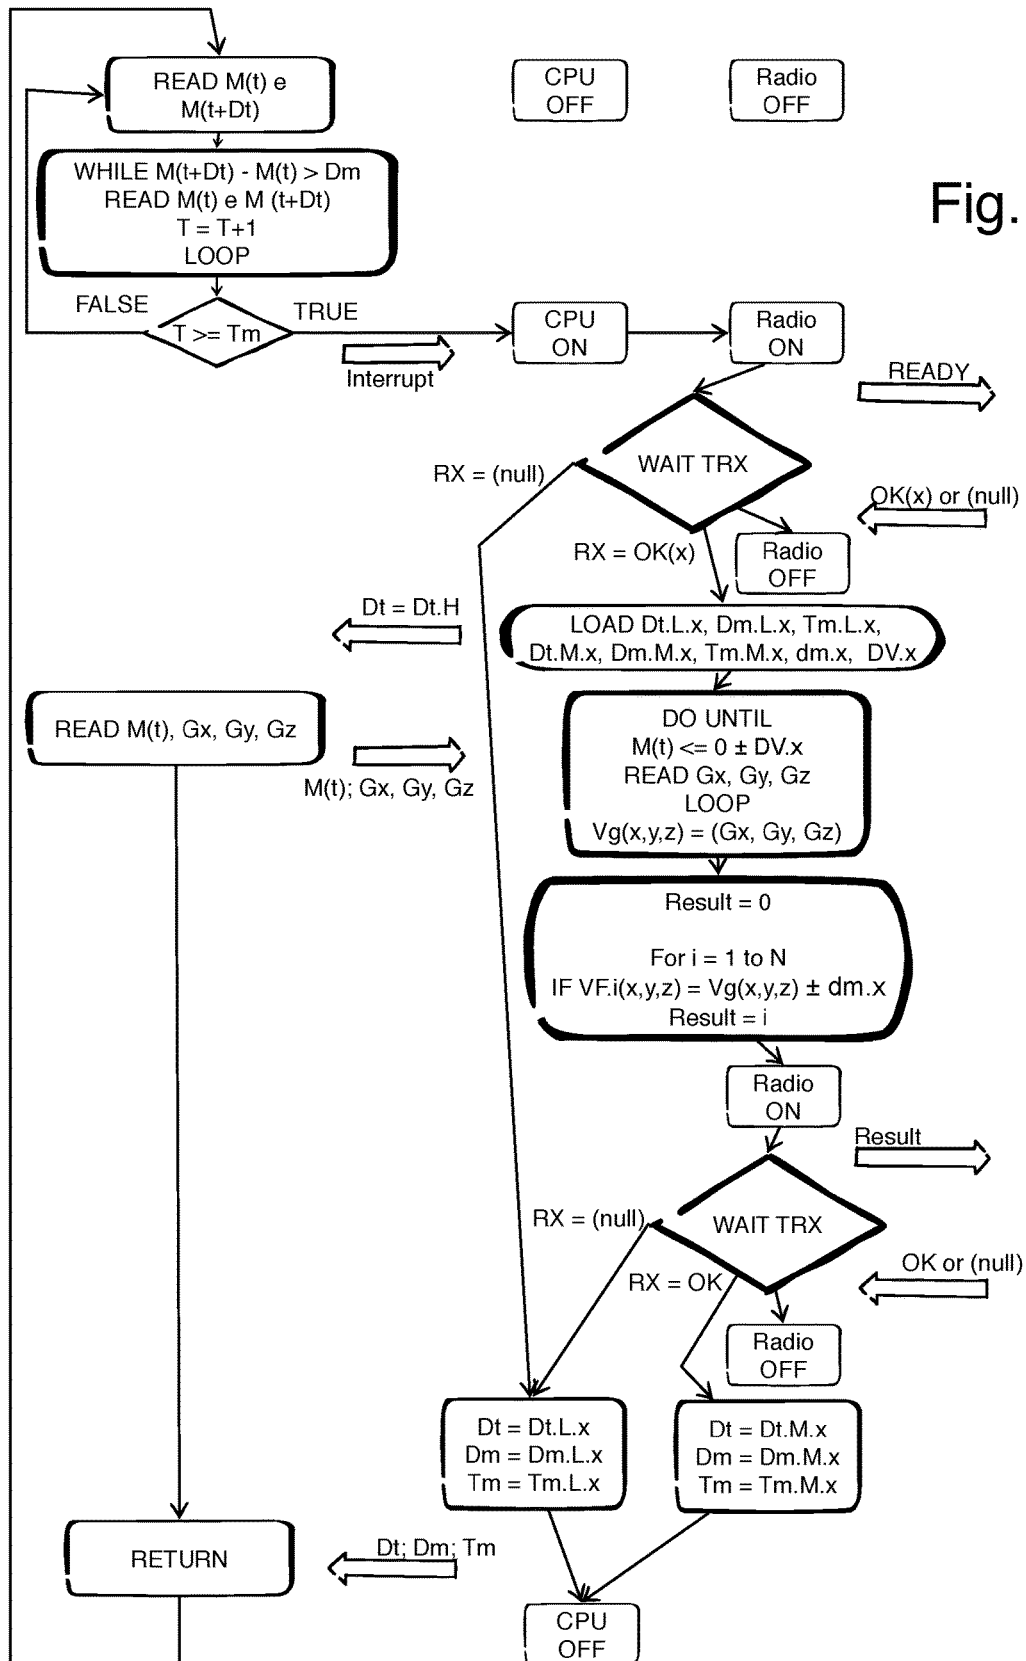 READ M(t) e
M(t+Dt)
CPU
OFF
Radio
OFF
WHILE M(t+Dt) - M(t) > Dm
READ M(t) e M (t+Dt)
T = T+1
LOOP
Fig.
FALSE
TRUE
T >= Tm
CPU
ON
Radio
ON
Interrupt
READY
WAIT TRX
RX = (null)
OK(x) or (null)
RX = OK(x)
Radio
OFF
Dt = Dt.H
LOAD Dt.L.x, Dm.L.x, Tm.L.x,
Dt.M.x, Dm.M.x, Tm.M.x, dm.x, DV.x
READ M(t), Gx, Gy, Gz
M(t); Gx, Gy, Gz
DO UNTIL
M(t) <= 0 ± DV.x
READ Gx, Gy, Gz
LOOP
Vg(x,y,z) = (Gx, Gy, Gz)
Result = 0
For i = 1 to N
IF VF.i(x,y,z) = Vg(x,y,z) ± dm.x
Result = i
Radio
ON
Result
WAIT TRX
RX = (null)
OK or (null)
RX = OK
Radio
OFF
Dt = Dt.L.x
Dm = Dm.L.x
Tm = Tm.L.x
Dt = Dt.M.x
Dm = Dm.M.x
Tm = Tm.M.x
RETURN
Dt; Dm; Tm
CPU
OFF